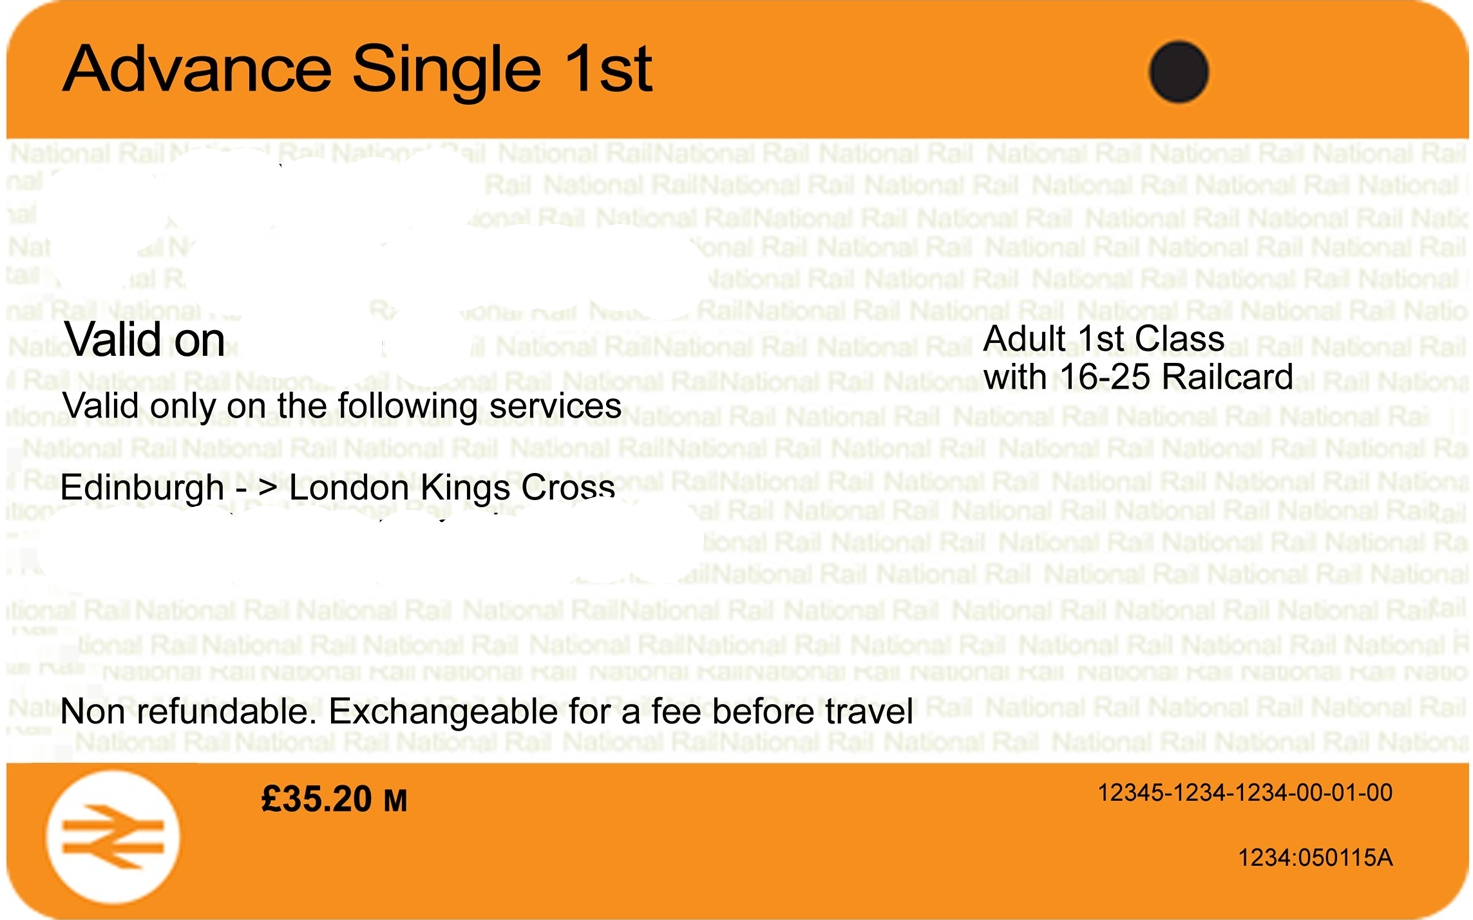 Advance Single 1st
Valid on
Adult 1st Class
with 16-25 Railcard
Valid only on the following services
Edinburgh - > London Kings Cross
Non refundable. Exchangeable for a fee before travel
£35.20 M
12345-1234-1234-00-01-00
1234:050115A